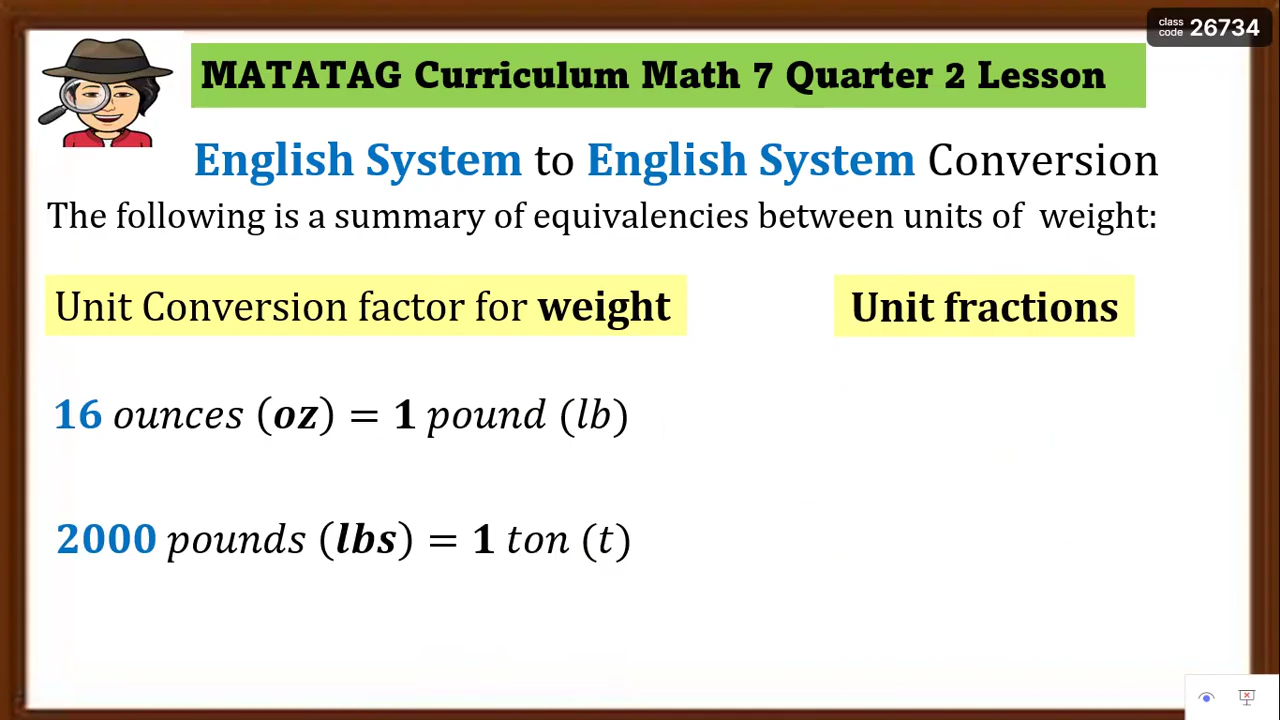 class code 26734
MATATAG Curriculum Math 7 Quarter 2 Lesson
English System to English System Conversion
The following is a summary of equivalencies between units of weight:
Unit Conversion factor for weight
Unit fractions
16 ounces (oz) = 1 pound (lb)
2000 pounds (lbs) = 1 ton (t)